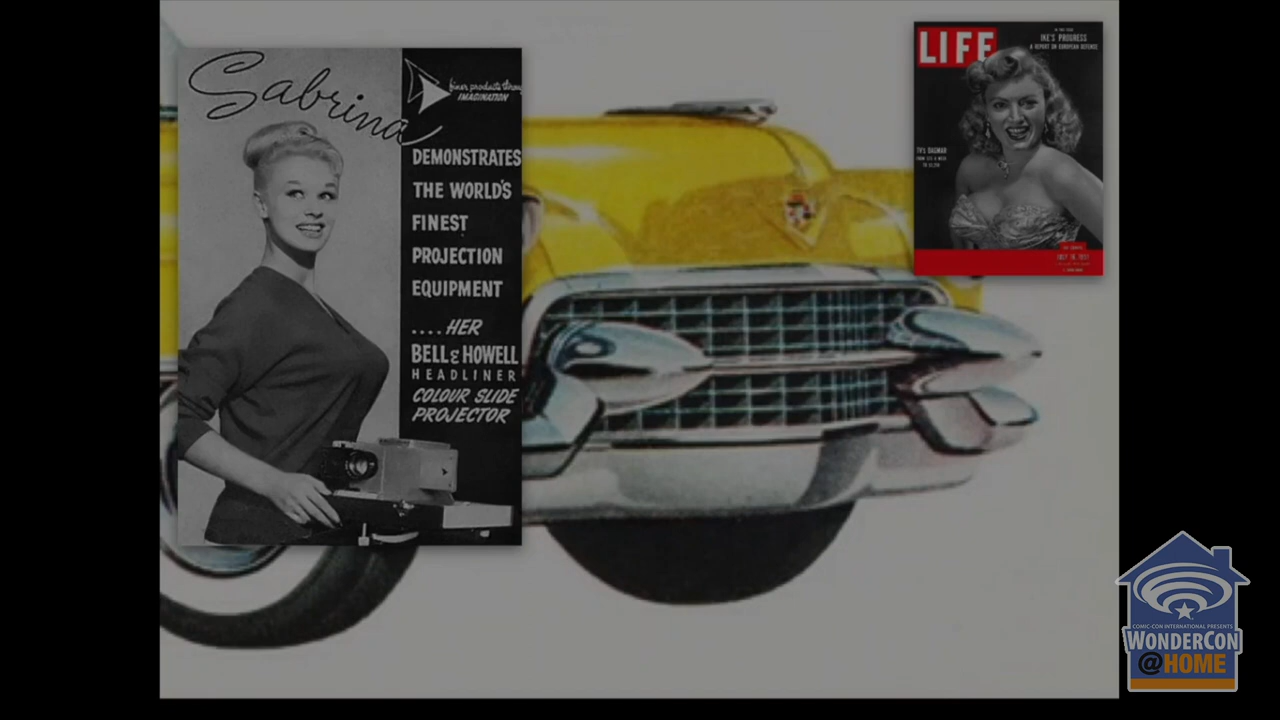 Sabrina
finer products through
IMAGINATION
DEMONSTRATES
THE WORLD'S
FINEST
PROJECTION
EQUIPMENT
....HER
BELL & HOWELL
HEADLINER
COLOUR SLIDE
PROJECTOR
LIFE
IKE'S PROGRESS
A REPORT ON EUROPEAN DEFENSE
TV'S DAGMAR
COMIC-CON INTERNATIONAL PRESENTS
WONDERCON
@HOME